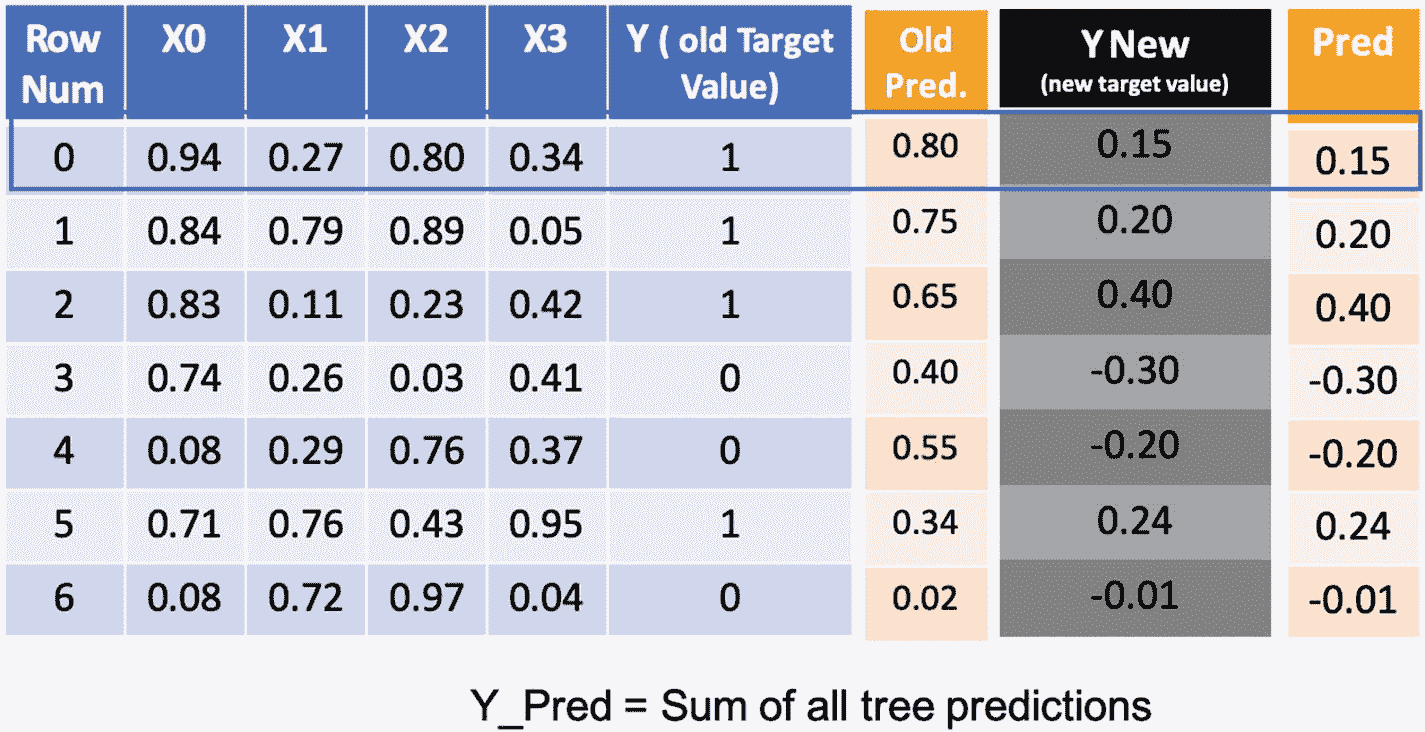 Row Num X0 X1 X2 X3 Y ( old Target Value) Old Pred. Y New (new target value) Pred
0 0.94 0.27 0.80 0.34 1 0.80 0.15 0.15
1 0.84 0.79 0.89 0.05 1 0.75 0.20 0.20
2 0.83 0.11 0.23 0.42 1 0.65 0.40 0.40
3 0.74 0.26 0.03 0.41 0 0.40 -0.30 -0.30
4 0.08 0.29 0.76 0.37 0 0.55 -0.20 -0.20
5 0.71 0.76 0.43 0.95 1 0.34 0.24 0.24
6 0.08 0.72 0.97 0.04 0 0.02 -0.01 -0.01
Y_Pred = Sum of all tree predictions